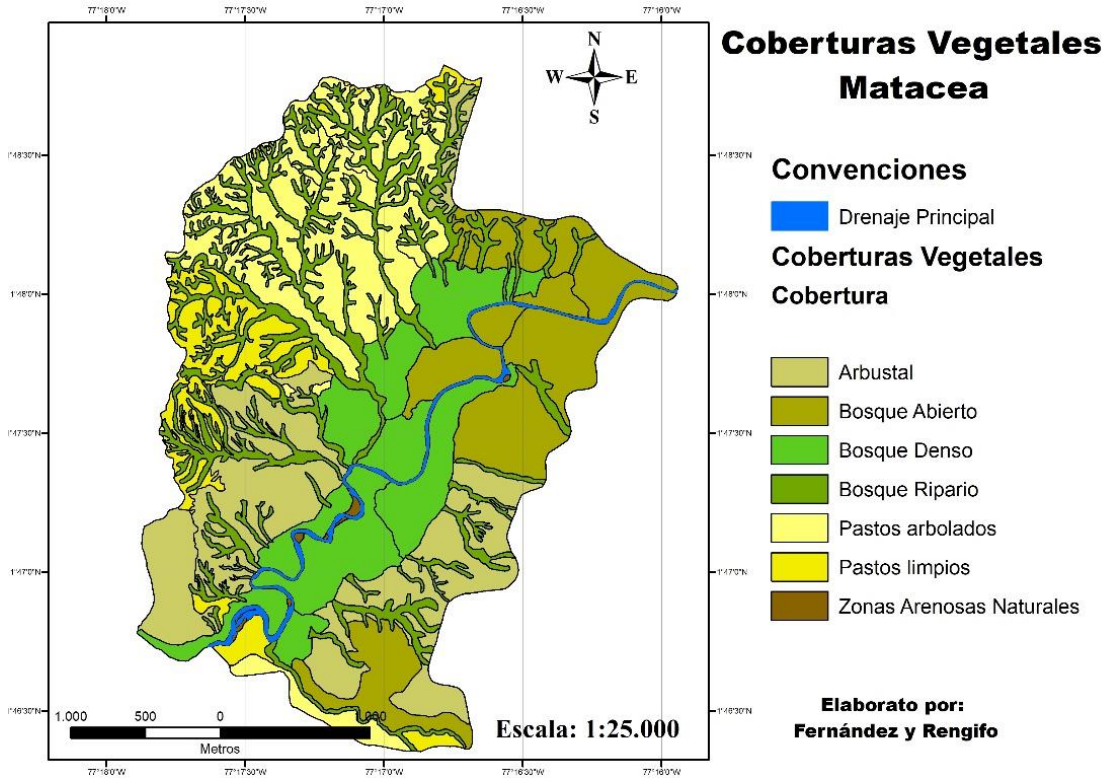 77°18'0"W 77°17'30"W 77°17'0"W 77°16'30"W 77°16'0"W
N
W E
S
1°48'30"N 1°48'30"N
1°48'0"N 1°48'0"N
1°47'30"N 1°47'30"N
1°47'0"N 1°47'0"N
1°46'30"N 1°46'30"N
1.000 500 0
Metros
Escala: 1:25.000
77°18'0"W 77°17'30"W 77°17'0"W 77°16'30"W 77°16'0"W
Coberturas Vegetales
Matacea
Convenciones
Drenaje Principal
Coberturas Vegetales
Cobertura
Arbustal
Bosque Abierto
Bosque Denso
Bosque Ripario
Pastos arbolados
Pastos limpios
Zonas Arenosas Naturales
Elaborato por:
Fernández y Rengifo